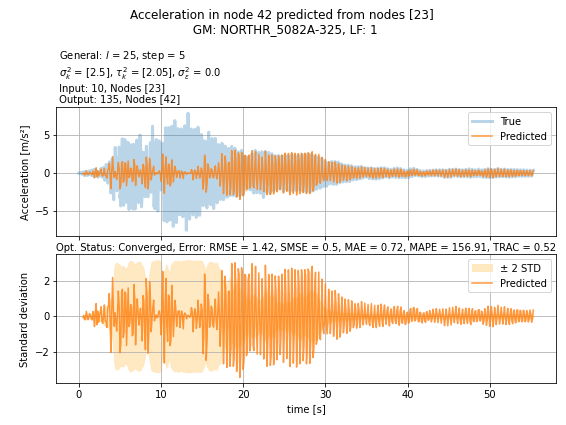 Acceleration in node 42 predicted from nodes [23]
GM: NORTHR_5082A-325, LF: 1
General: l = 25, step = 5
σ_k² = [2.5], τ_k² = [2.05], σ_ε² = 0.0
Input: 10, Nodes [23]
Output: 135, Nodes [42]
True
Predicted
Acceleration [m/s²]
5
0
−5
Opt. Status: Converged, Error: RMSE = 1.42, SMSE = 0.5, MAE = 0.72, MAPE = 156.91, TRAC = 0.52
± 2 STD
Predicted
Standard deviation
2
0
−2
0 10 20 30 40 50
time [s]